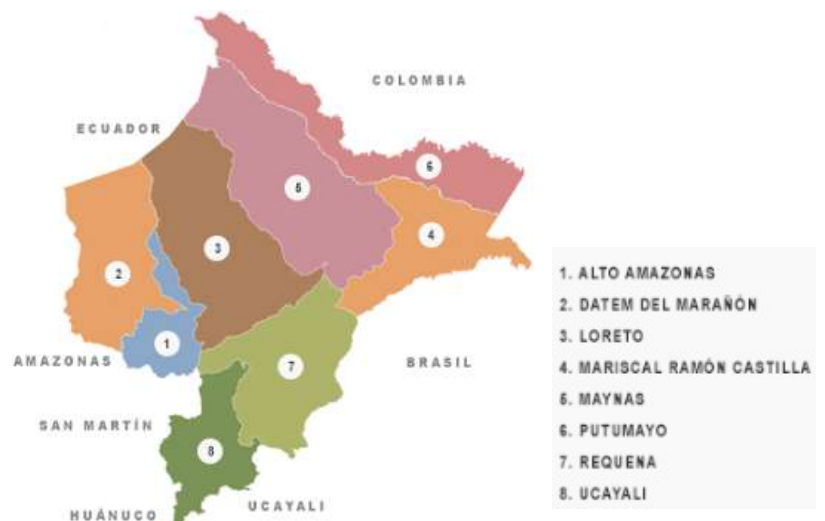 COLOMBIA
ECUADOR
6
5
4
3
2
1
AMAZONAS
BRASIL
7
SAN MARTÍN
8
UCAYALI
HUÁNUCO
1. ALTO AMAZONAS
2. DATEM DEL MARAÑÓN
3. LORETO
4. MARISCAL RAMÓN CASTILLA
5. MAYNAS
6. PUTUMAYO
7. REQUENA
8. UCAYALI